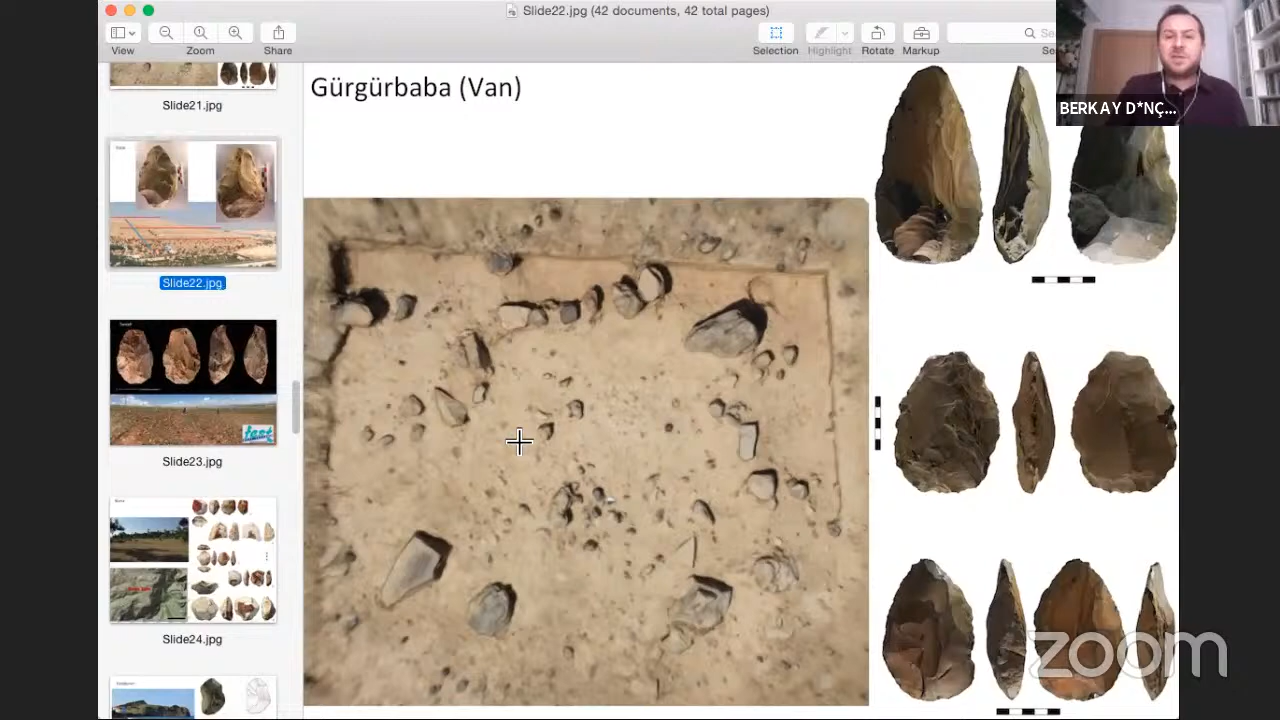 Slide22.jpg (42 documents, 42 total pages)
View
Zoom
Share
Selection
Highlight
Rotate
Markup
BERKAY D*NÇ...
Slide21.jpg
Slide22.jpg
Slide23.jpg
Slide24.jpg
Gürgürbaba (Van)
zoom